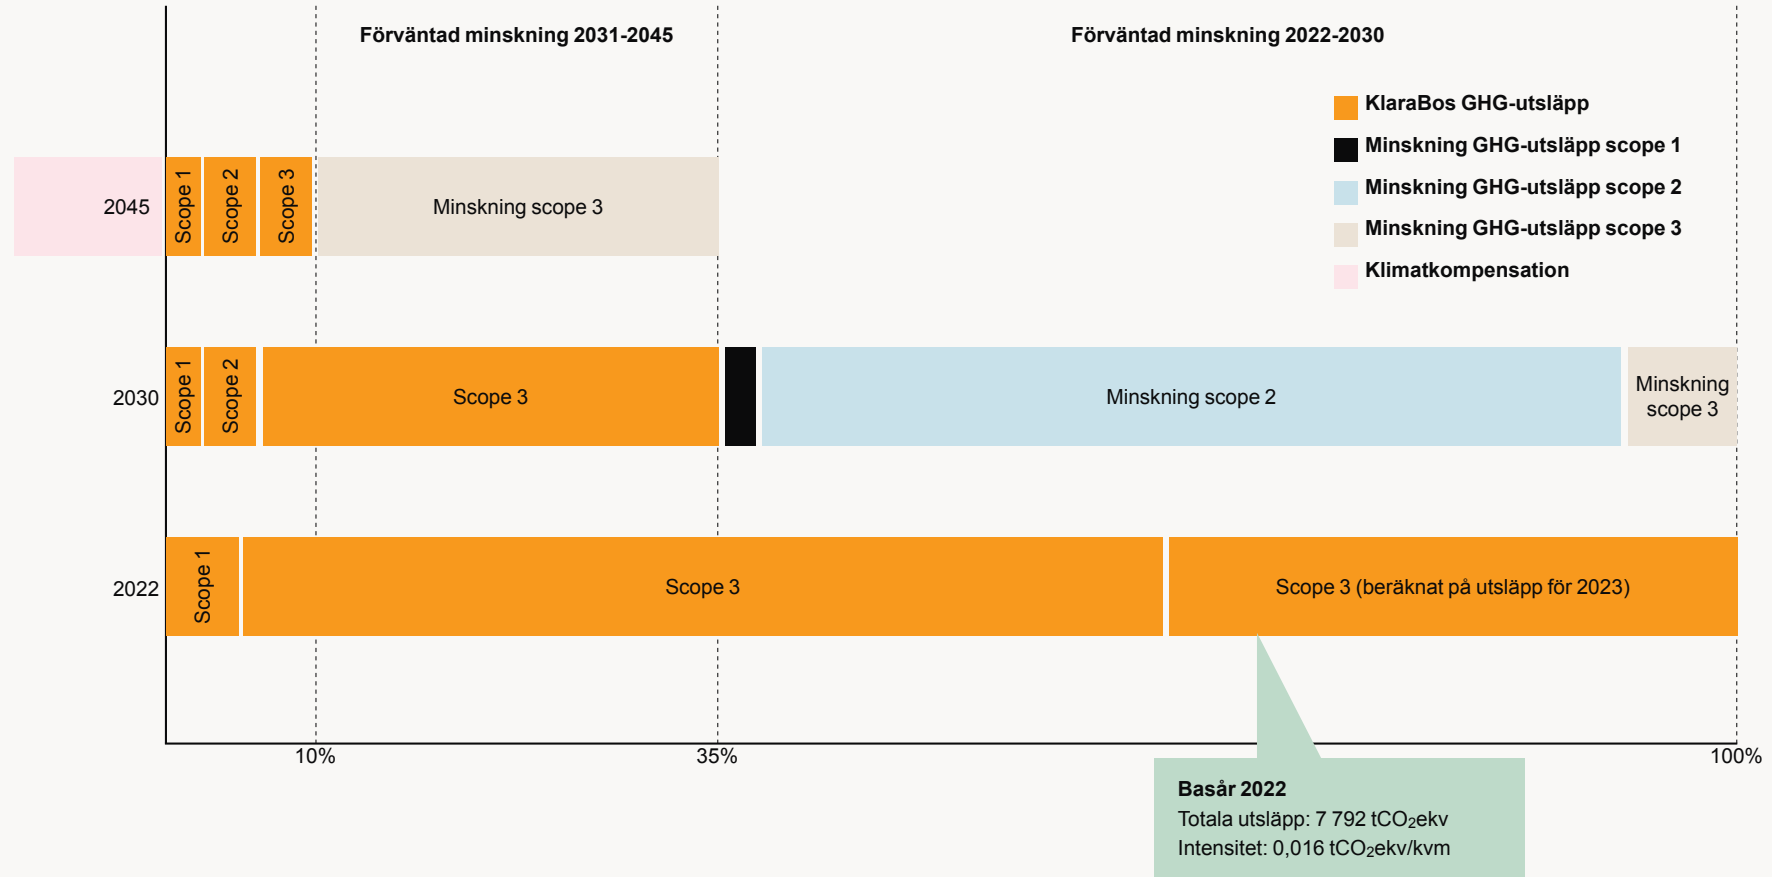 Förväntad minskning 2031-2045
Förväntad minskning 2022-2030
KlaraBos GHG-utsläpp
Minskning GHG-utsläpp scope 1
Minskning GHG-utsläpp scope 2
Minskning GHG-utsläpp scope 3
Klimatkompensation
2045
Scope 1
Scope 2
Scope 3
Minskning scope 3
2030
Scope 1
Scope 2
Scope 3
Minskning scope 2
Minskning
scope 3
2022
Scope 1
Scope 3
Scope 3 (beräknat på utsläpp för 2023)
10%
35%
100%
Basår 2022
Totala utsläpp: 7 792 tCO₂ekv
Intensitet: 0,016 tCO₂ekv/kvm